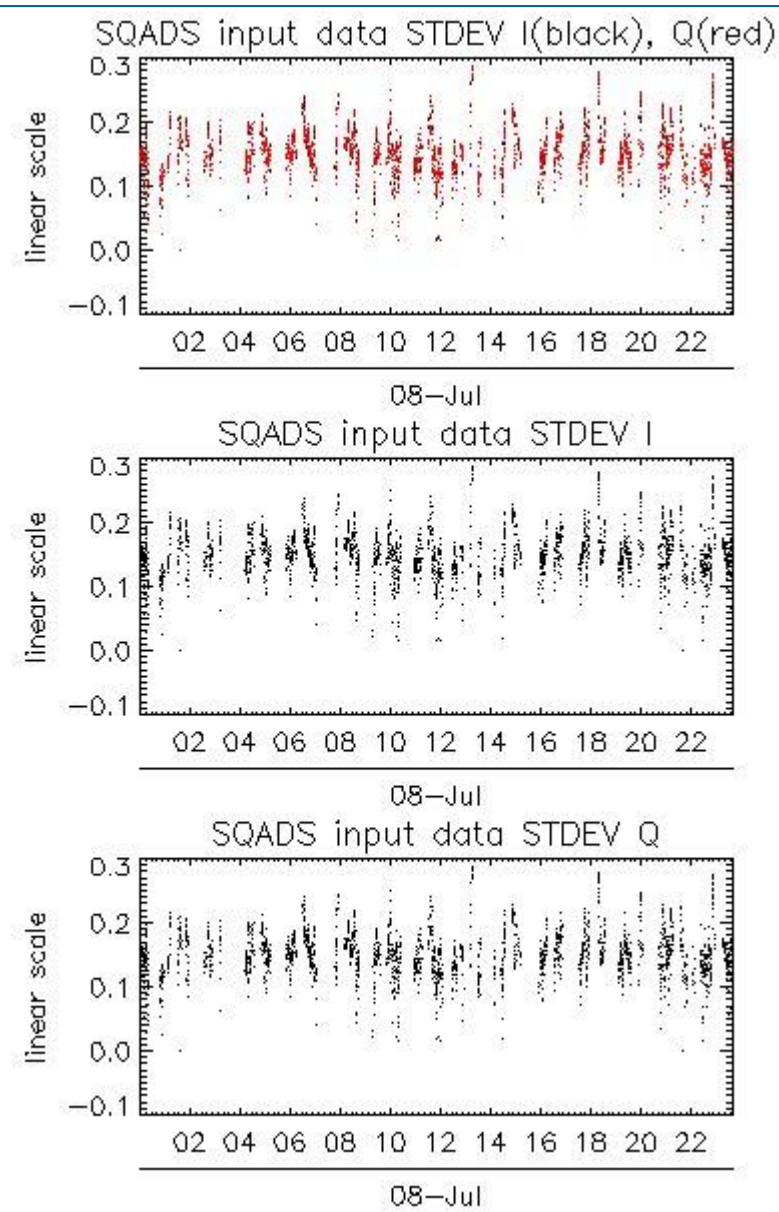 SQADS input data STDEV I(black), Q(red)
0.3
0.2
0.1
0.0
−0.1
linear scale
02 04 06 08 10 12 14 16 18 20 22
08−Jul
SQADS input data STDEV I
0.3
0.2
0.1
0.0
−0.1
linear scale
02 04 06 08 10 12 14 16 18 20 22
08−Jul
SQADS input data STDEV Q
0.3
0.2
0.1
0.0
−0.1
linear scale
02 04 06 08 10 12 14 16 18 20 22
08−Jul